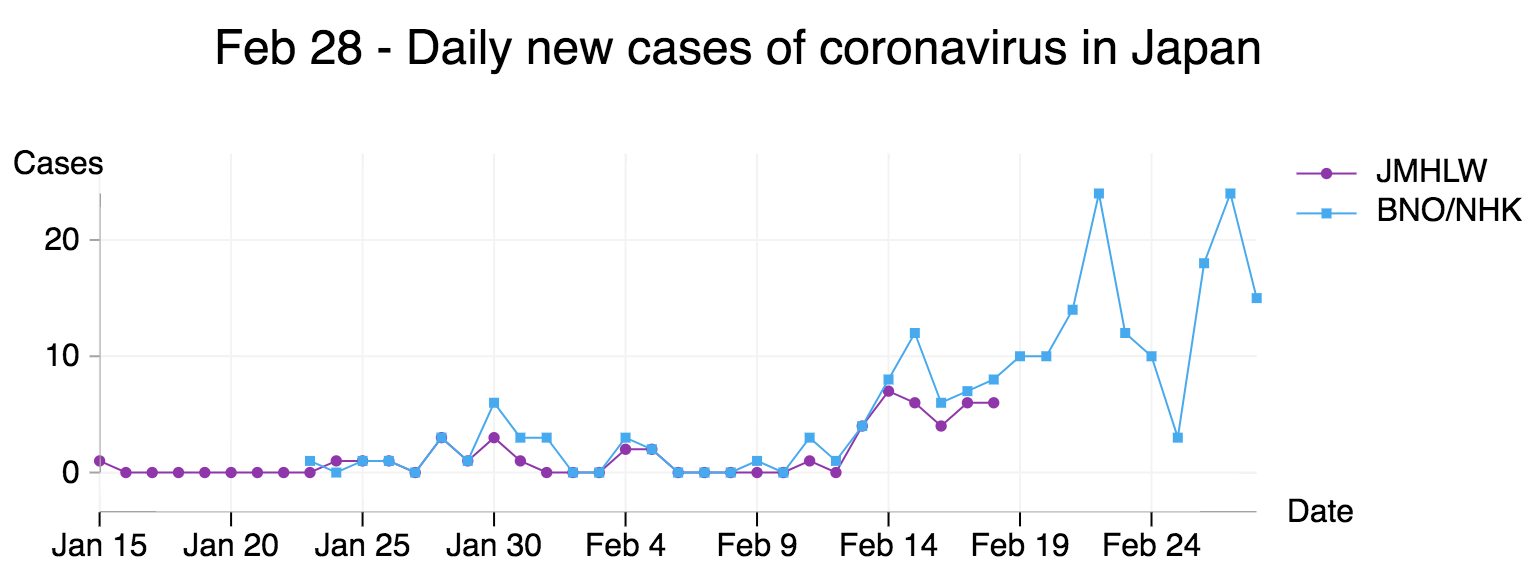 Feb 28 - Daily new cases of coronavirus in Japan
Cases
JMHLW
BNO/NHK
20
10
0
Date
Jan 15 Jan 20 Jan 25 Jan 30 Feb 4 Feb 9 Feb 14 Feb 19 Feb 24